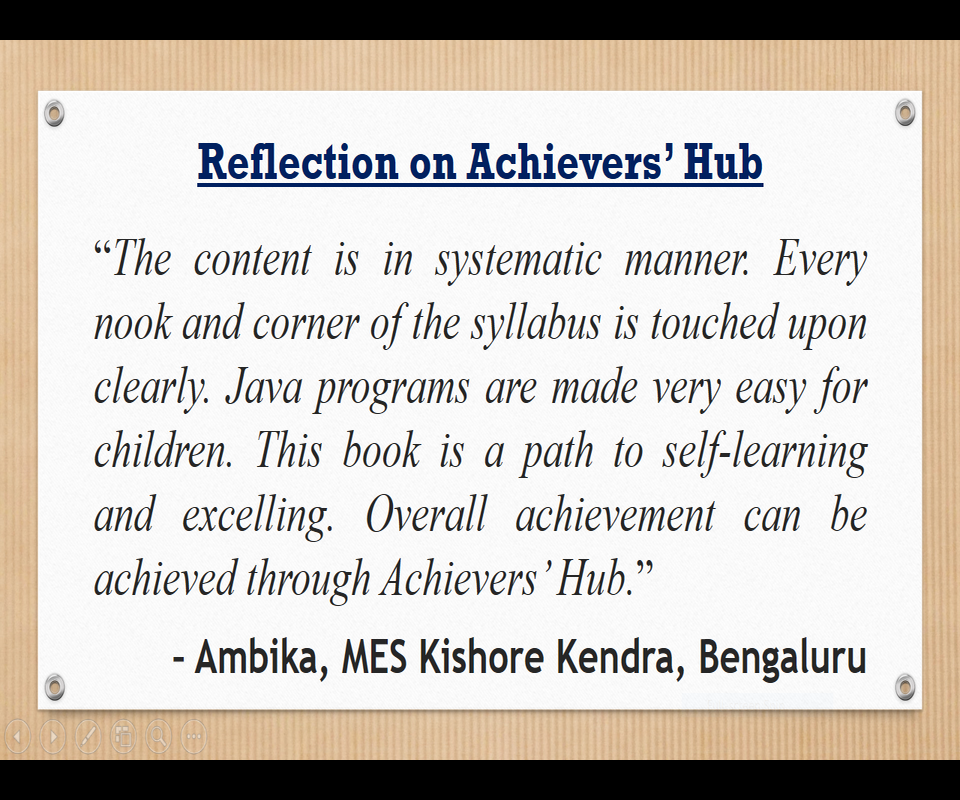 Reflection on Achievers’ Hub
“The content is in systematic manner. Every
nook and corner of the syllabus is touched upon
clearly. Java programs are made very easy for
children. This book is a path to self-learning
and excelling. Overall achievement can be
achieved through Achievers’ Hub.”
– Ambika, MES Kishore Kendra, Bengaluru